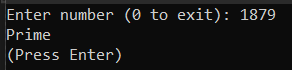 Enter number (0 to exit): 1879
Prime
(Press Enter)